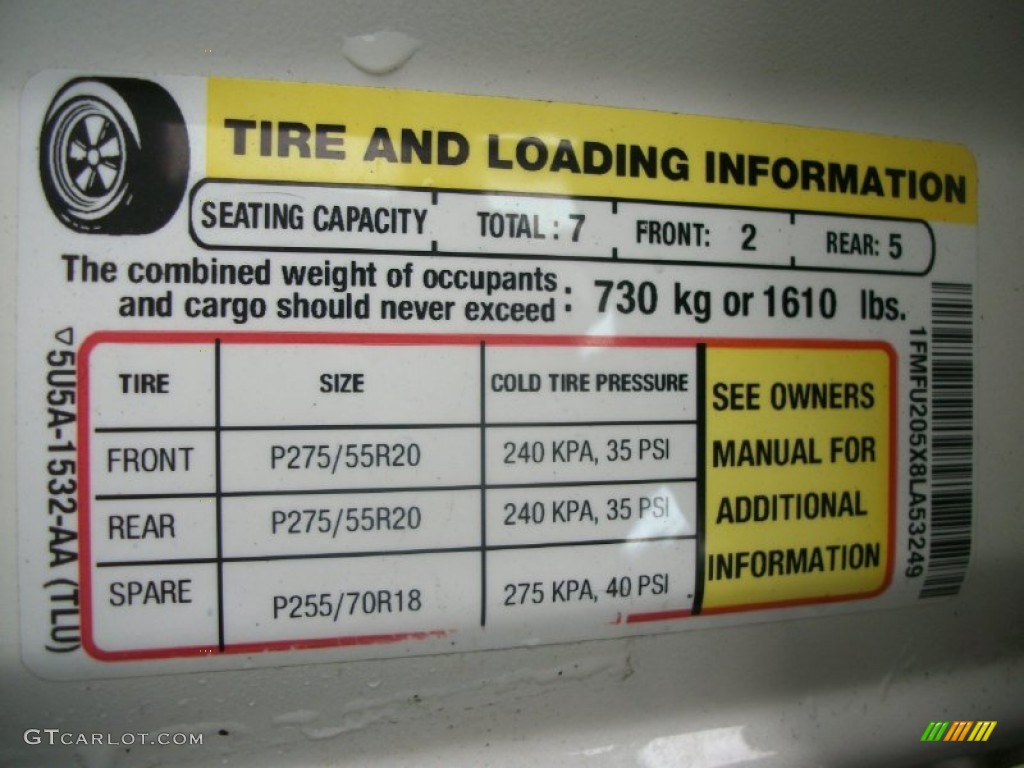 TIRE AND LOADING INFORMATION
SEATING CAPACITY TOTAL : 7 FRONT: 2 REAR: 5
The combined weight of occupants
and cargo should never exceed : 730 kg or 1610 lbs.
TIRE SIZE COLD TIRE PRESSURE
FRONT P275/55R20 240 KPA, 35 PSI
REAR P275/55R20 240 KPA, 35 PSI
SPARE P255/70R18 275 KPA, 40 PSI
SEE OWNERS
MANUAL FOR
ADDITIONAL
INFORMATION
▽5U5A-1532-AA (TLU)
1FMFU205X8LA53249
GTCARLOT.COM